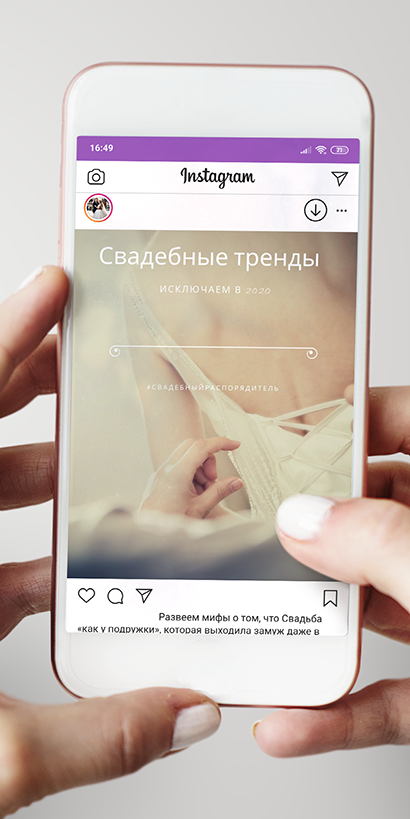 16:49
Instagram
Свадебные тренды
ИСКЛЮЧАЕМ В 2020
#СВАДЕБНЫЙРАСПОРЯДИТЕЛЬ
Развеем мифы о том, что Свадьба
«как у подружки», которая выходила замуж даже в